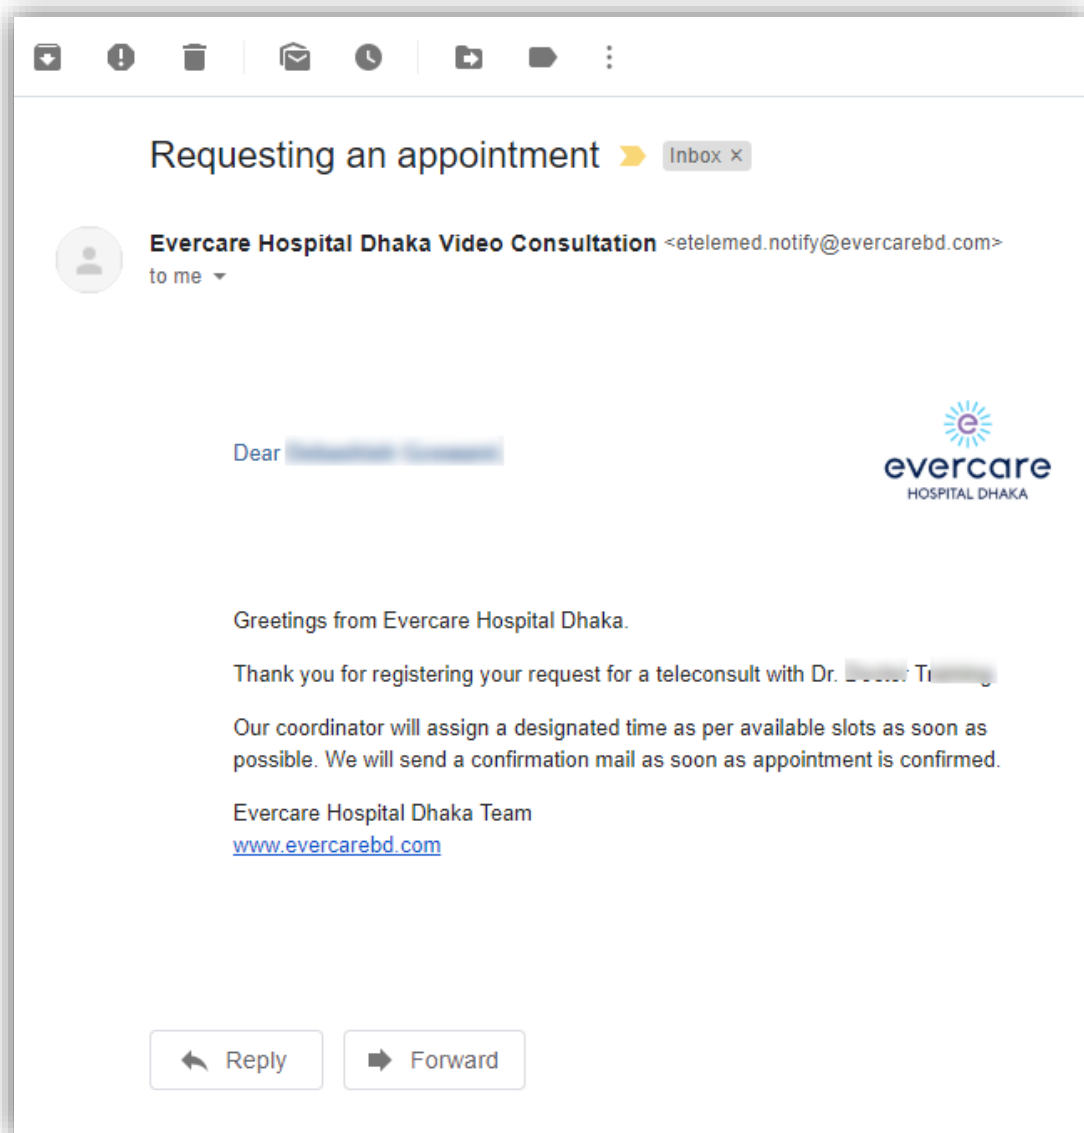 Requesting an appointment Inbox ×
Evercare Hospital Dhaka Video Consultation <etelemed.notify@evercarebd.com>
to me
Dear
evercare
HOSPITAL DHAKA
Greetings from Evercare Hospital Dhaka.
Thank you for registering your request for a teleconsult with Dr.
Our coordinator will assign a designated time as per available slots as soon as
possible. We will send a confirmation mail as soon as appointment is confirmed.
Evercare Hospital Dhaka Team
www.evercarebd.com
Reply
Forward